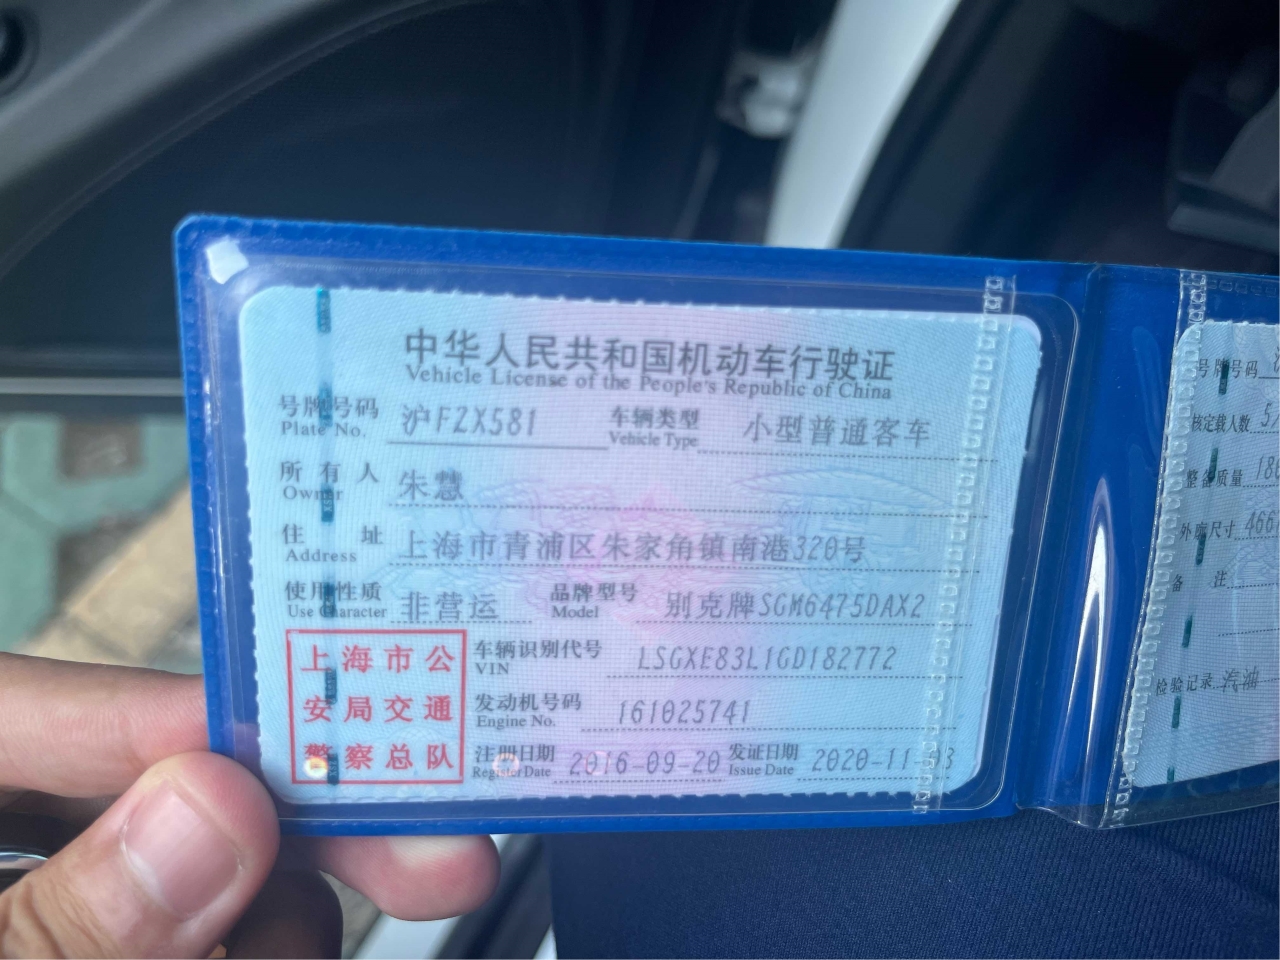 中华人民共和国机动车行驶证
Vehicle License of the People's Republic of China
号牌号码 沪FZX581 车辆类型 小型普通客车
Plate No. Vehicle Type
所有人 朱慧
Owner
住址 上海市青浦区朱家角镇南港320号
Address
使用性质 非营运 品牌型号 别克牌SGM6475DAX2
Use Character Model
上海市公
安局交通
警察总队
车辆识别代号 LSGXE83L1GD182772
VIN
发动机号码 161025741
Engine No.
注册日期 2016-09-20 发证日期 2020-11-
Register Date Issue Date
号牌号码
核定载人数 5
整备质量 18
外廓尺寸 466
备注
检验记录 汽油